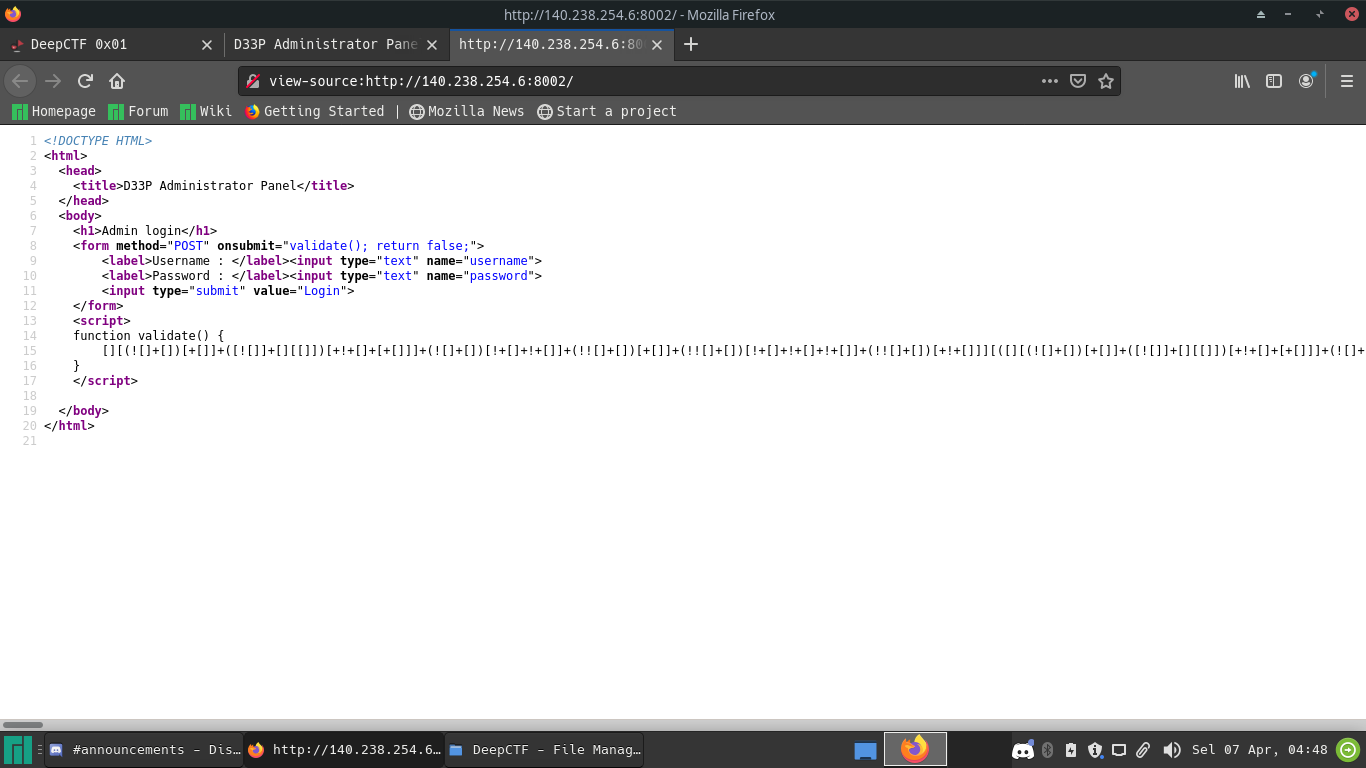 http://140.238.254.6:8002/ - Mozilla Firefox
DeepCTF 0x01
D33P Administrator Pane
http://140.238.254.6:80
view-source:http://140.238.254.6:8002/
Homepage Forum Wiki Getting Started | Mozilla News Start a project
1 <!DOCTYPE HTML>
2 <html>
3 <head>
4 <title>D33P Administrator Panel</title>
5 </head>
6 <body>
7 <h1>Admin login</h1>
8 <form method="POST" onsubmit="validate(); return false;">
9 <label>Username : </label><input type="text" name="username">
10 <label>Password : </label><input type="text" name="password">
11 <input type="submit" value="Login">
12 </form>
13 <script>
14 function validate() {
15 [][(![]+[])[+[]]+([![]]+[][[]])[+!+[]+[+[]]]+(![]+[])[!+[]+!+[]]+(!![]+[])[+[]]+(!![]+[])[!+[]+!+[]+!+[]]+(!![]+[])[+!+[]]][([][(![]+[])[+[]]+([![]]+[][[]])[+!+[]+[+[]]]+(![]+
16 }
17 </script>
18
19 </body>
20 </html>
21
#announcements - Dis...
http://140.238.254.6...
DeepCTF - File Manag...
Sel 07 Apr, 04:48